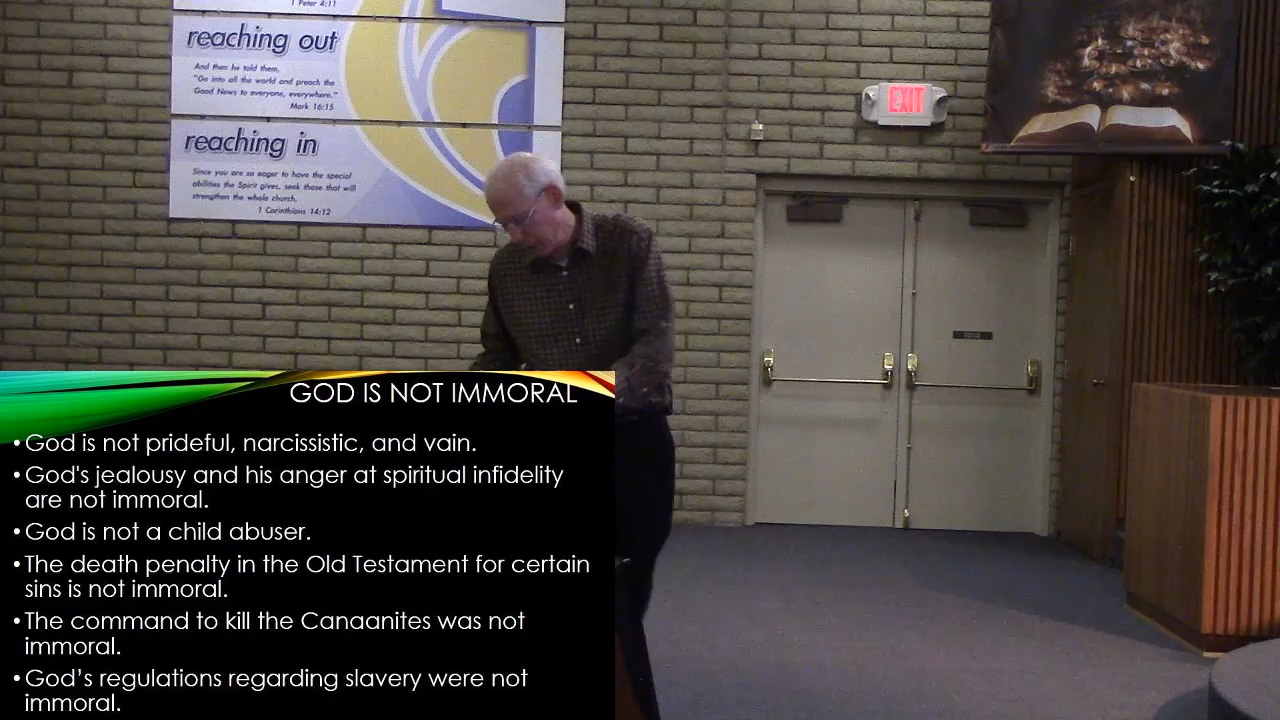 1 Peter 4:11
reaching out
And then he told them,
"Go into all the world and preach the
Good News to everyone, everywhere."
Mark 16:15
reaching in
Since you are so eager to have the special
abilities the Spirit gives, seek those that will
strengthen the whole church.
1 Corinthians 14:12
EXIT
GOD IS NOT IMMORAL
• God is not prideful, narcissistic, and vain.
• God's jealousy and his anger at spiritual infidelity
are not immoral.
• God is not a child abuser.
• The death penalty in the Old Testament for certain
sins is not immoral.
• The command to kill the Canaanites was not
immoral.
• God’s regulations regarding slavery were not
immoral.